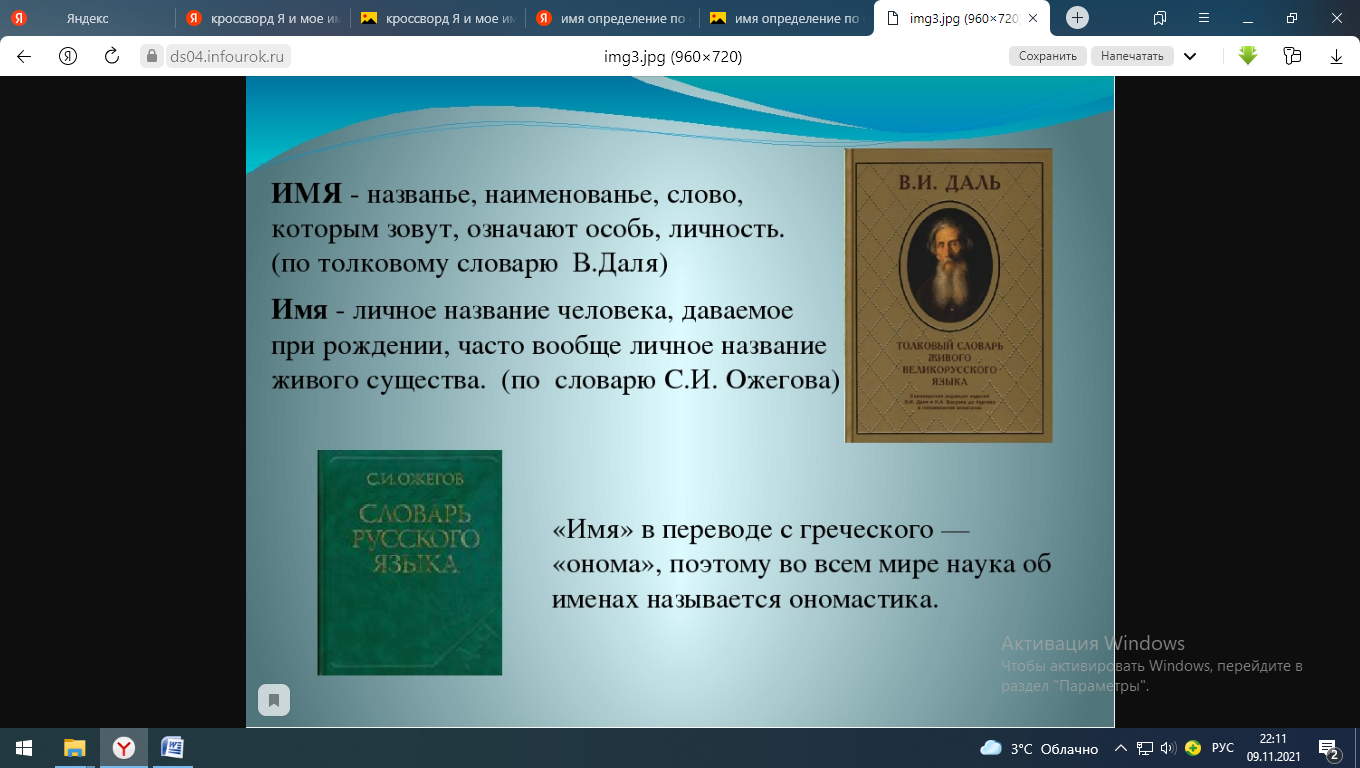 Яндекс
кроссворд Я и мое им
кроссворд Я и мое им
имя определение по с
имя определение по с
img3.jpg (960×720
ds04.infourok.ru
img3.jpg (960×720)
Сохранить
Напечатать
ИМЯ - названье, наименованье, слово,
которым зовут, означают особь, личность.
(по толковому словарю В.Даля)
Имя - личное название человека, даваемое
при рождении, часто вообще личное название
живого существа. (по словарю С.И. Ожегова)
В.И. ДАЛЬ
ТОЛКОВЫЙ СЛОВАРЬ
ЖИВОГО
ВЕЛИКОРУССКОГО
ЯЗЫКА
С.И.ОЖЕГОВ
СЛОВАРЬ
РУССКОГО
ЯЗЫКА
«Имя» в переводе с греческого —
«онома», поэтому во всем мире наука об
именах называется ономастика.
Активация Windows
Чтобы активировать Windows, перейдите в
раздел "Параметры".
3°C Облачно
РУС
22:11
09.11.2021
2